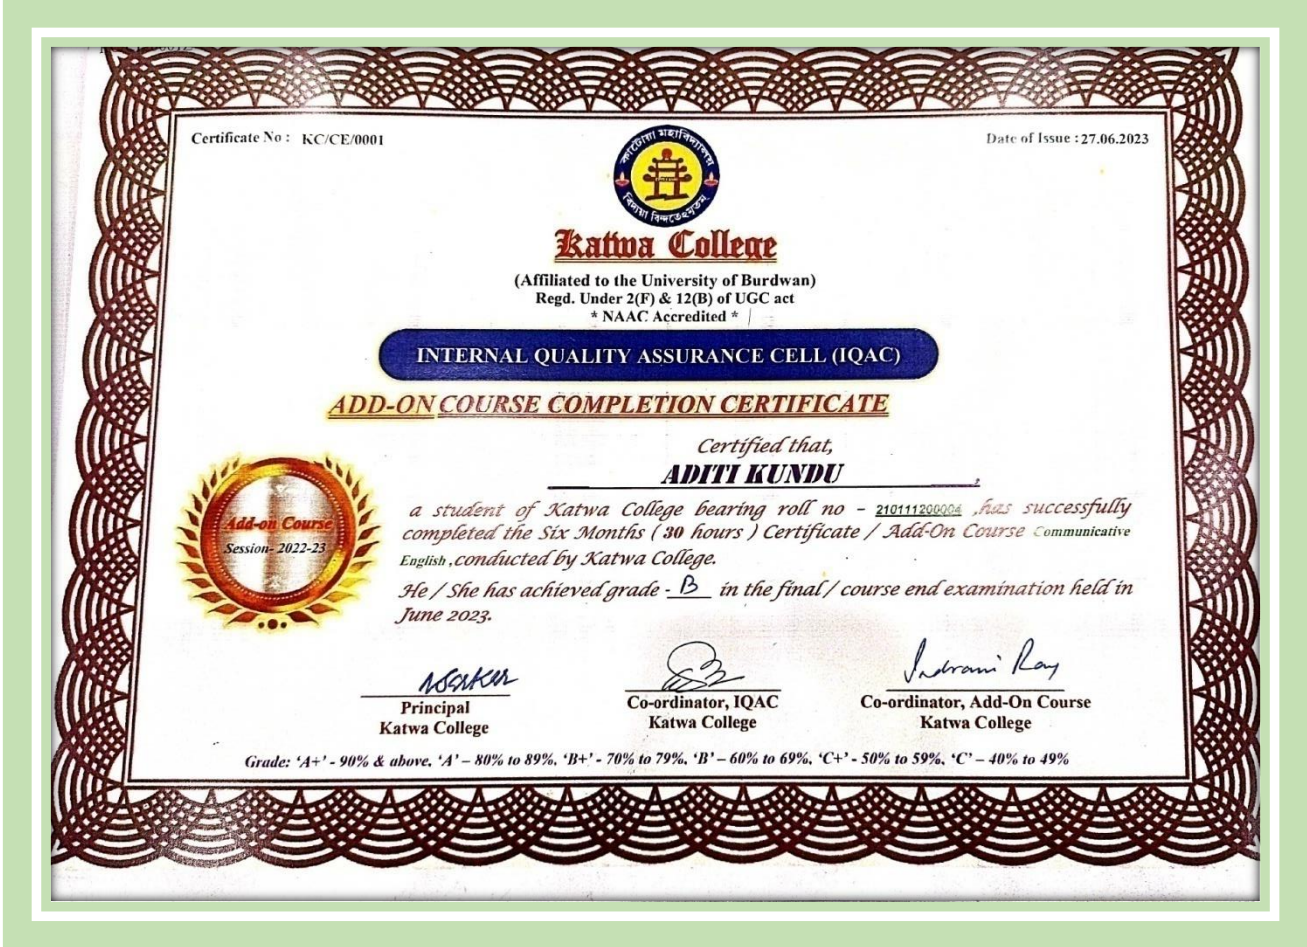 Certificate No : KC/CE/0001
Date of Issue : 27.06.2023
কাটোয়া মহাবিদ্যালয়
Katwa College
(Affiliated to the University of Burdwan)
Regd. Under 2(F) & 12(B) of UGC act
* NAAC Accredited *
INTERNAL QUALITY ASSURANCE CELL (IQAC)
ADD-ON COURSE COMPLETION CERTIFICATE
Certified that,
ADITI KUNDU,
a student of Katwa College bearing roll no - 210111200004 ,has successfully
completed the Six Months ( 30 hours ) Certificate / Add-On Course Communicative
English ,conducted by Katwa College.
He / She has achieved grade - B in the final / course end examination held in
June 2023.
Add-on Course
Session- 2022-23
Indrani Ray
Principal
Katwa College
Co-ordinator, IQAC
Katwa College
Co-ordinator, Add-On Course
Katwa College
Grade: ‘A+’ - 90% & above, ‘A’ – 80% to 89%, ‘B+’ - 70% to 79%, ‘B’ – 60% to 69%, ‘C+’ - 50% to 59%, ‘C’ – 40% to 49%